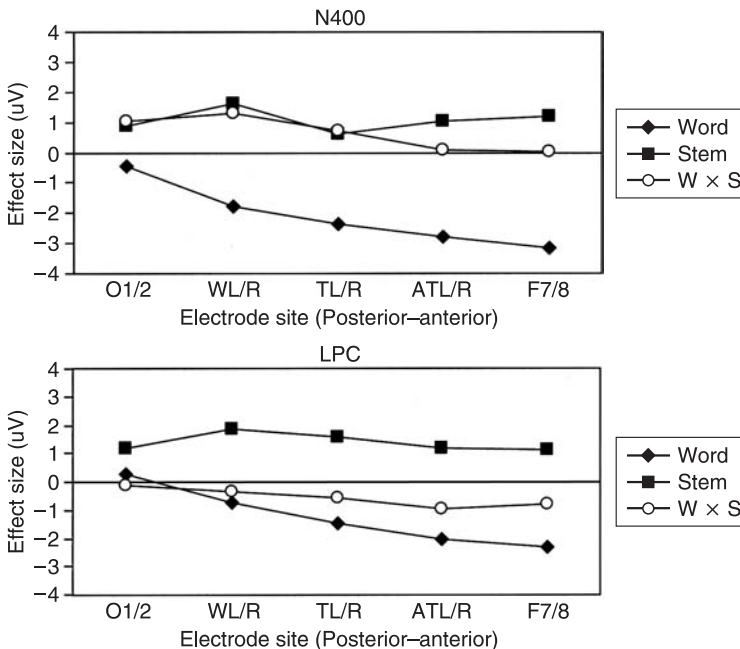 N400
4
3
2
1
0
−1
−2
−3
−4
Effect size (uV)
O1/2 WL/R TL/R ATL/R F7/8
Electrode site (Posterior–anterior)
Word
Stem
W × S
LPC
4
3
2
1
0
−1
−2
−3
−4
Effect size (uV)
O1/2 WL/R TL/R ATL/R F7/8
Electrode site (Posterior–anterior)
Word
Stem
W × S